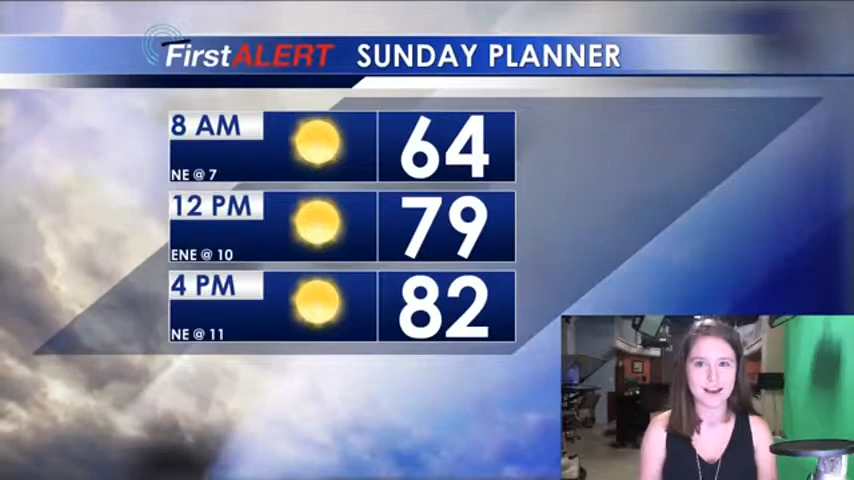 FirstALERT SUNDAY PLANNER
8 AM
64
NE @ 7
12 PM
79
ENE @ 10
4 PM
82
NE @ 11